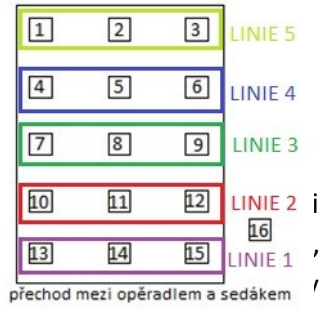 1 2 3 LINIE 5
4 5 6 LINIE 4
7 8 9 LINIE 3
10 11 12 LINIE 2 i
16
13 14 15 LINIE 1 ,
přechod mezi opěradlem a sedákem